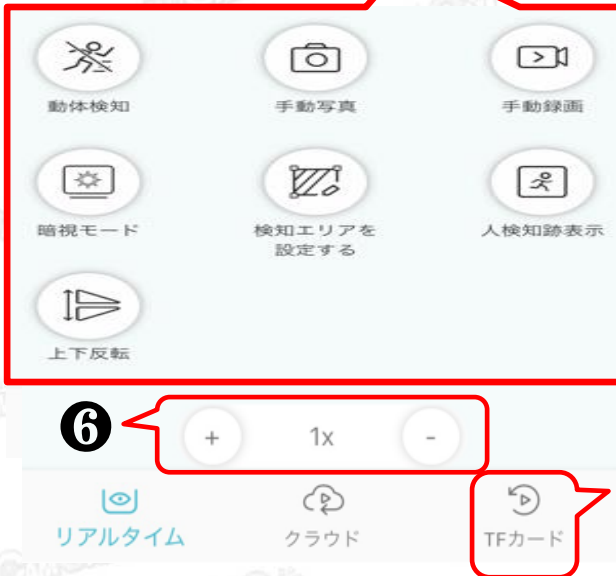 動体検知
手動写真
手動録画
暗視モード
検知エリアを
設定する
人検知跡表示
上下反転
❻
+ 1x -
リアルタイム
クラウド
TFカード